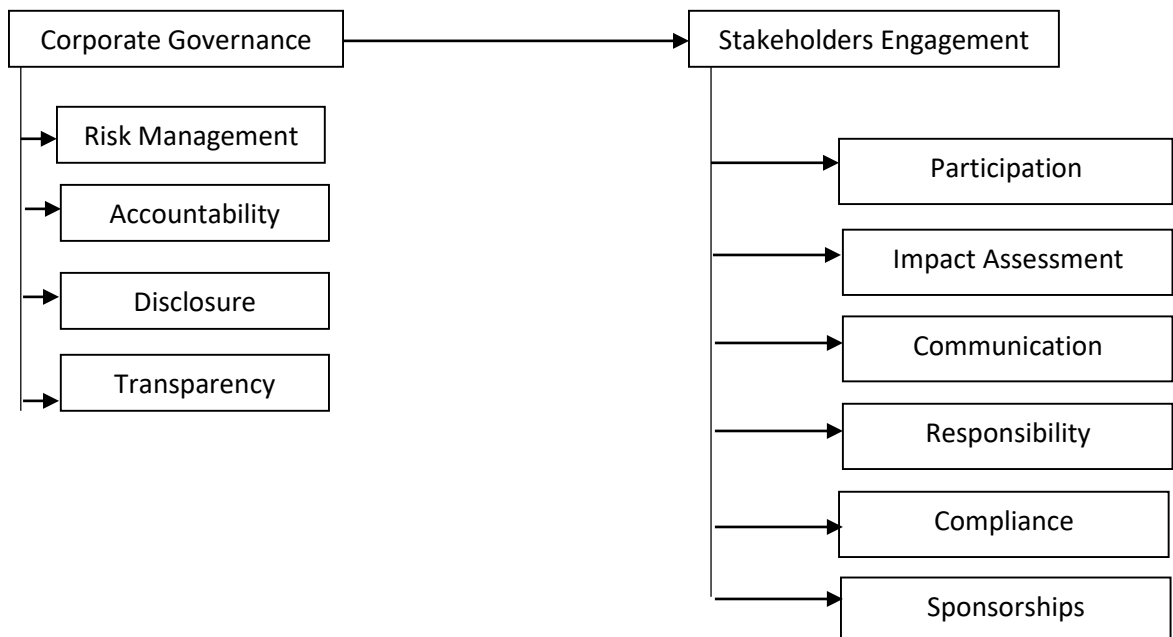 Corporate Governance
Stakeholders Engagement
Risk Management
Accountability
Disclosure
Transparency
Participation
Impact Assessment
Communication
Responsibility
Compliance
Sponsorships